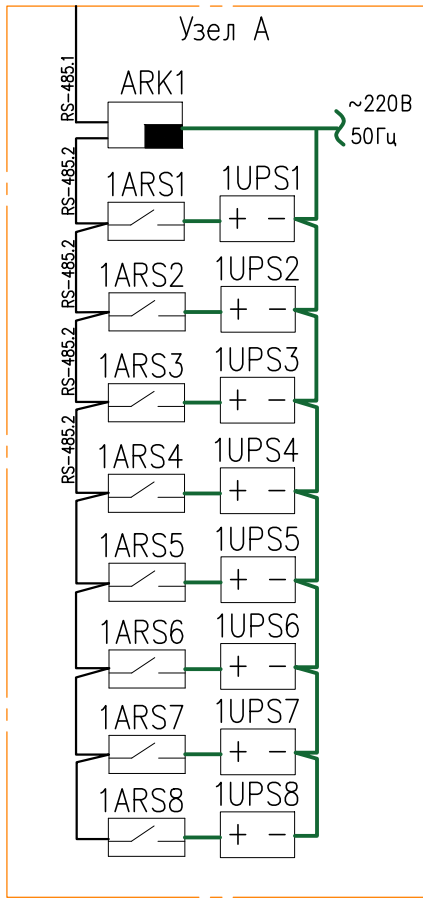 Узел А
RS-485.1
ARK1
~220В
50Гц
RS-485.2
1ARS1
1UPS1
+ −
RS-485.2
1ARS2
1UPS2
+ −
RS-485.2
1ARS3
1UPS3
+ −
RS-485.2
1ARS4
1UPS4
+ −
1ARS5
1UPS5
+ −
1ARS6
1UPS6
+ −
1ARS7
1UPS7
+ −
1ARS8
1UPS8
+ −